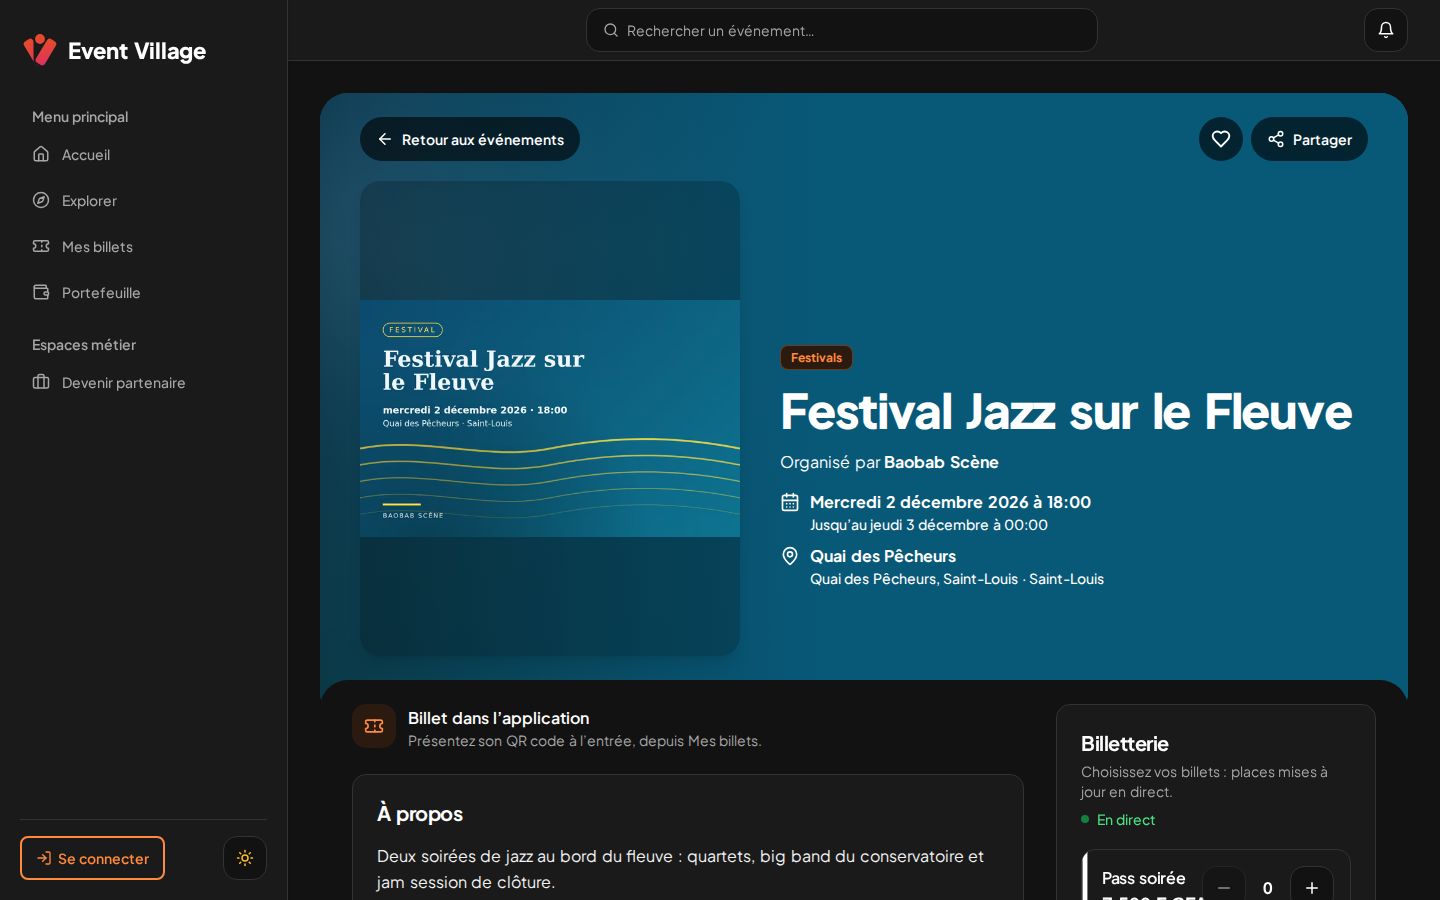 Event Village
Rechercher un événement…
Menu principal
Accueil
Explorer
Mes billets
Portefeuille
Espaces métier
Devenir partenaire
Se connecter
Retour aux événements
Partager
FESTIVAL
Festival Jazz sur
le Fleuve
mercredi 2 décembre 2026 · 18:00
Quai des Pêcheurs · Saint-Louis
BAOBAB SCÈNE
Festivals
Festival Jazz sur le Fleuve
Organisé par Baobab Scène
Mercredi 2 décembre 2026 à 18:00
Jusqu’au jeudi 3 décembre à 00:00
Quai des Pêcheurs
Quai des Pêcheurs, Saint-Louis · Saint-Louis
Billet dans l’application
Présentez son QR code à l’entrée, depuis Mes billets.
À propos
Deux soirées de jazz au bord du fleuve : quartets, big band du conservatoire et
jam session de clôture.
Billetterie
Choisissez vos billets : places mises à
jour en direct.
En direct
Pass soirée
0